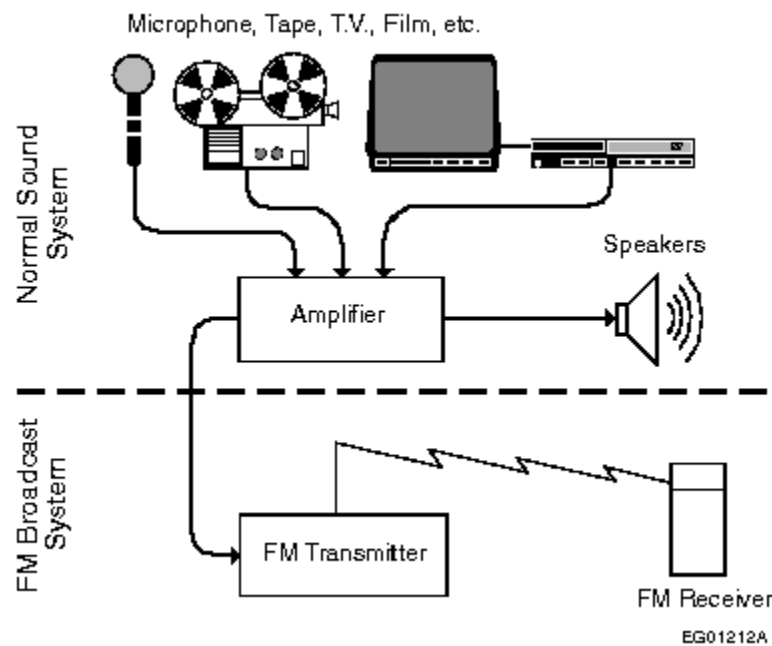 Microphone, Tape, T.V., Film, etc.
Normal Sound
System
Speakers
Amplifier
FM Broadcast
System
FM Transmitter
FM Receiver
EG01212A